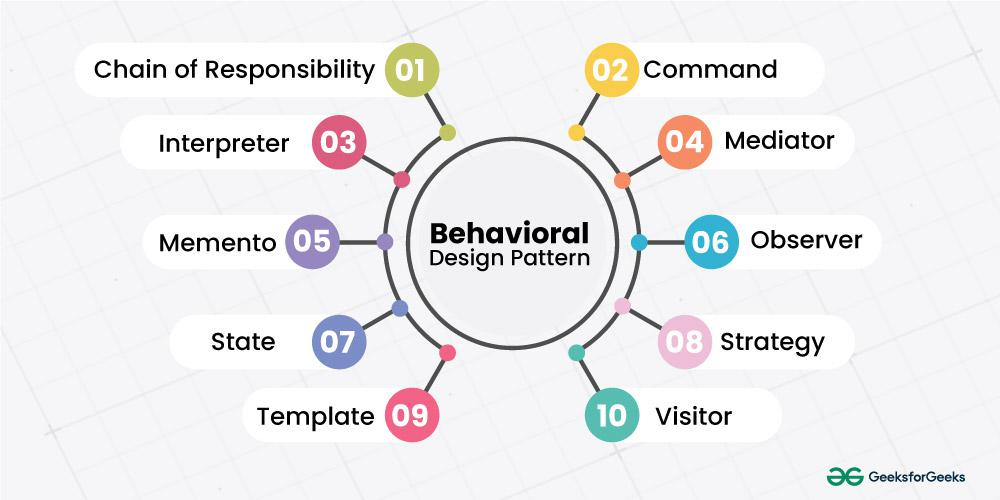 Chain of Responsibility 01
02 Command
Interpreter 03
04 Mediator
Behavioral
Design Pattern
Memento 05
06 Observer
State 07
08 Strategy
Template 09
10 Visitor
GeeksforGeeks